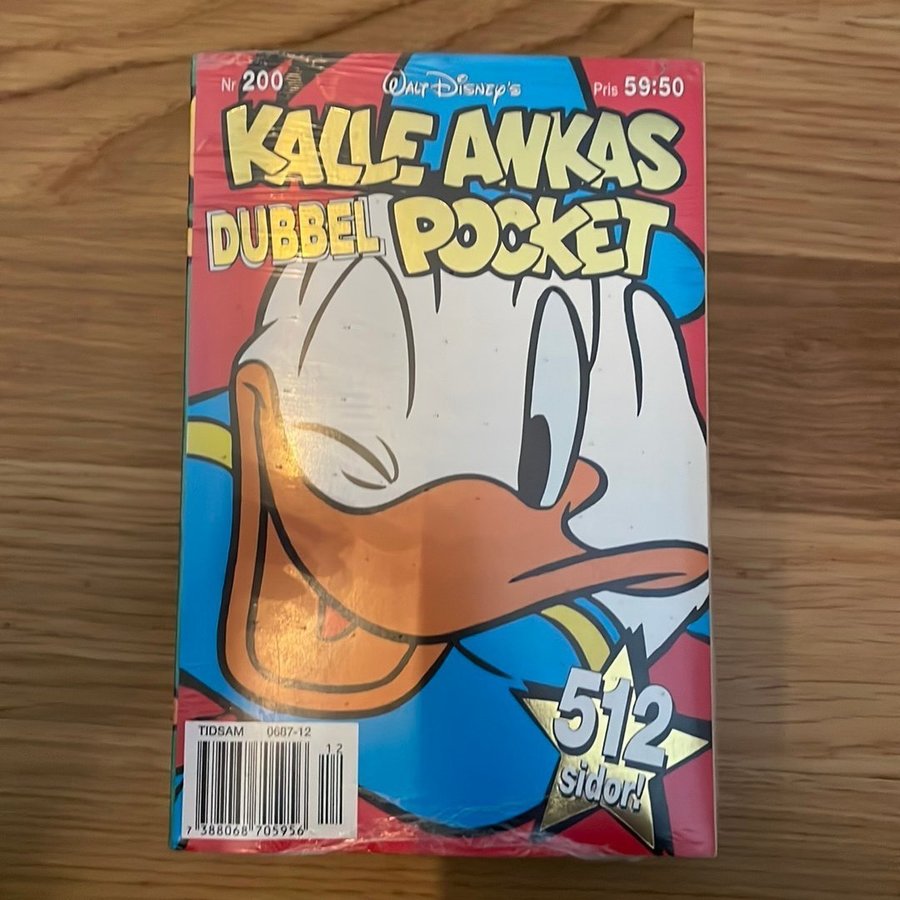 Nr 200
WALT DISNEY'S
Pris 59:50
KALLE ANKAS
DUBBEL POCKET
512
sidor!
TIDSAM 0687-12
12
7 388068 705956